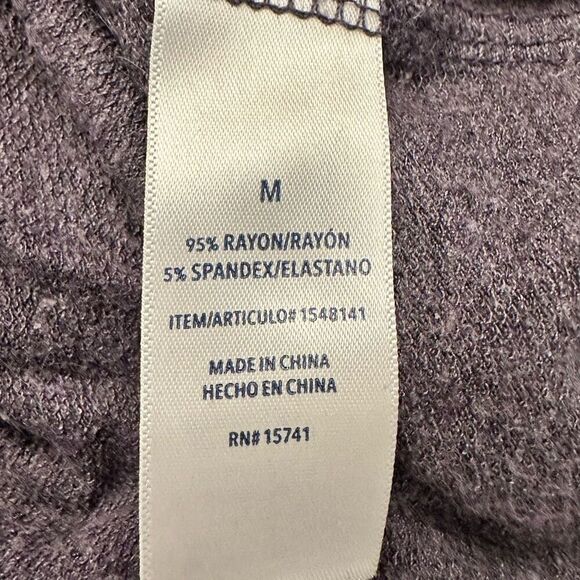 M
95% RAYON/RAYÓN
5% SPANDEX/ELASTANO
ITEM/ARTICULO# 1548141
MADE IN CHINA
HECHO EN CHINA
RN# 15741